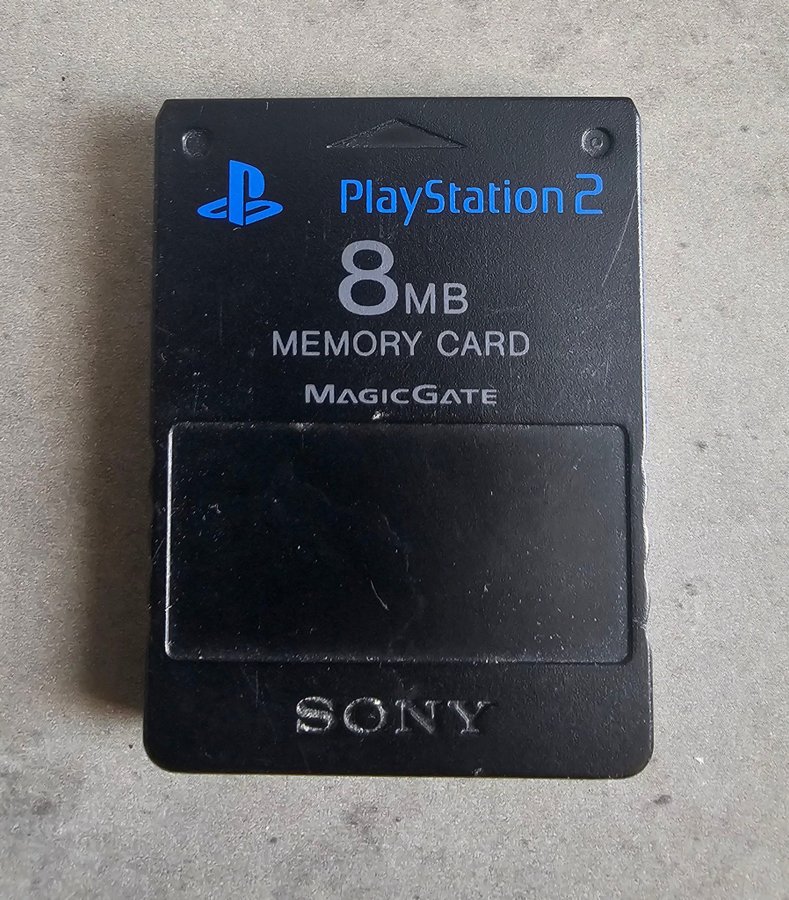 PlayStation 2
8MB
MEMORY CARD
MAGICGATE
SONY